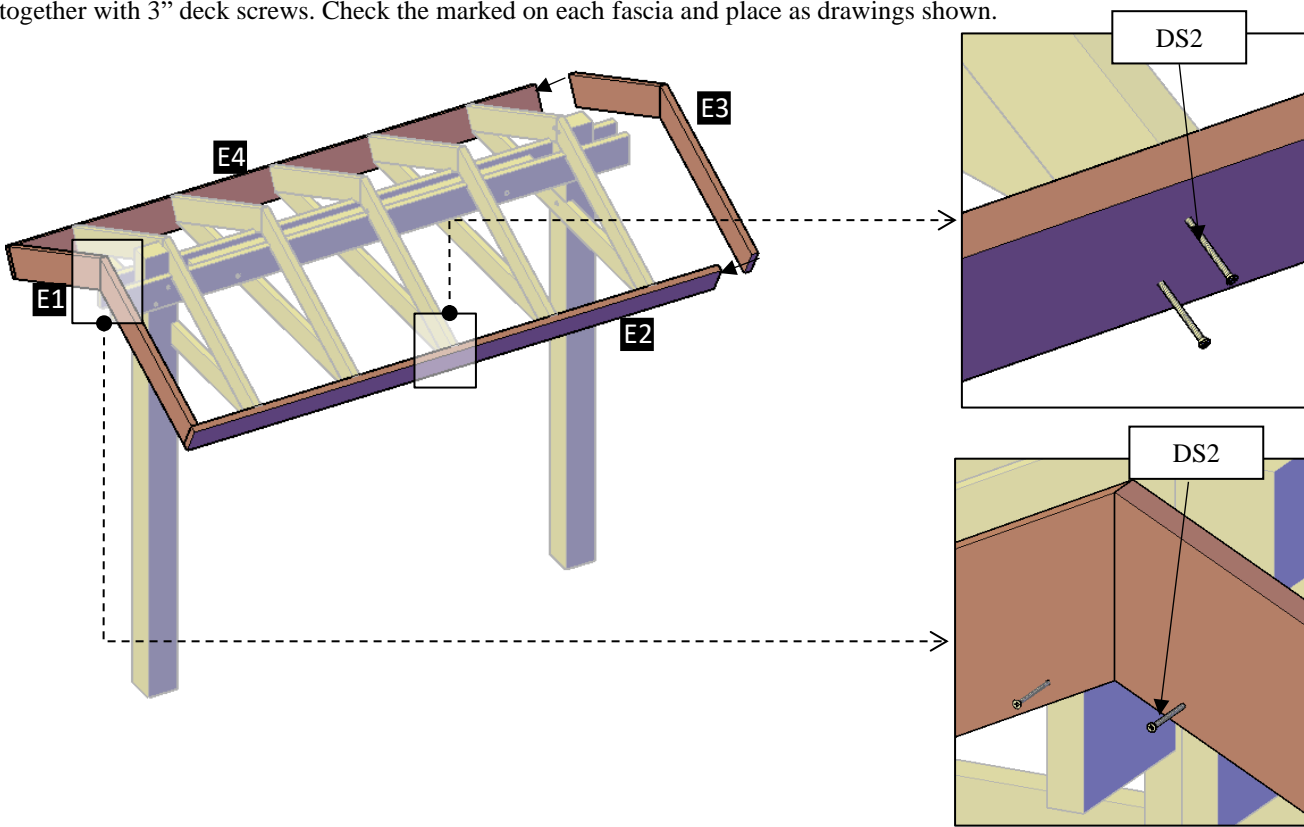 together with 3” deck screws. Check the marked on each fascia and place as drawings shown.
DS2
E3
E4
E1
E2
DS2